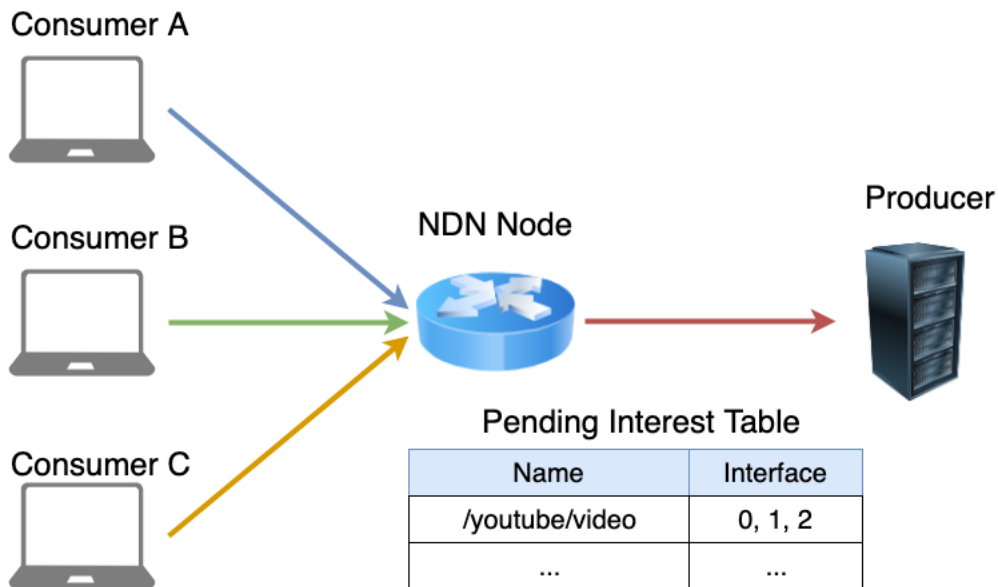 Consumer A
Producer
NDN Node
Consumer B
Pending Interest Table
Consumer C
Name Interface
/youtube/video 0, 1, 2
... ...